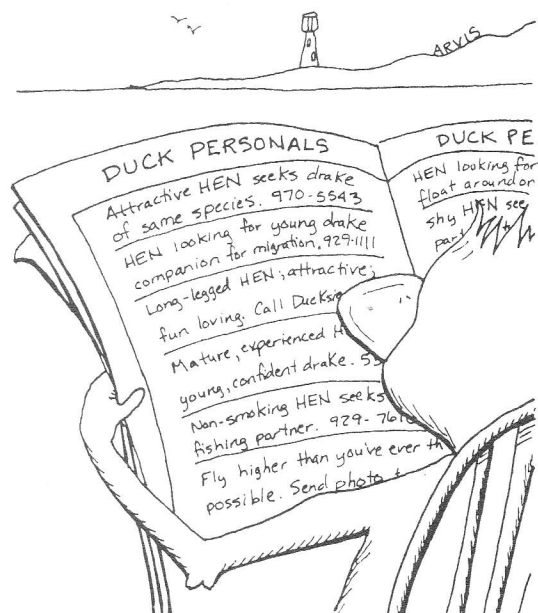 ARVIS
DUCK PERSONALS
Attractive HEN seeks drake
of same species. 970-5543
HEN looking for young drake
companion for migration. 929-1111
Long-legged HEN; attractive;
fun loving. Call
Mature, experienced
young, confident drake.
Non-smoking HEN seeks
fishing partner. 929-
Fly higher than you've ever
possible. Send photo
DUCK
HEN looking for
float around or
shy HEN